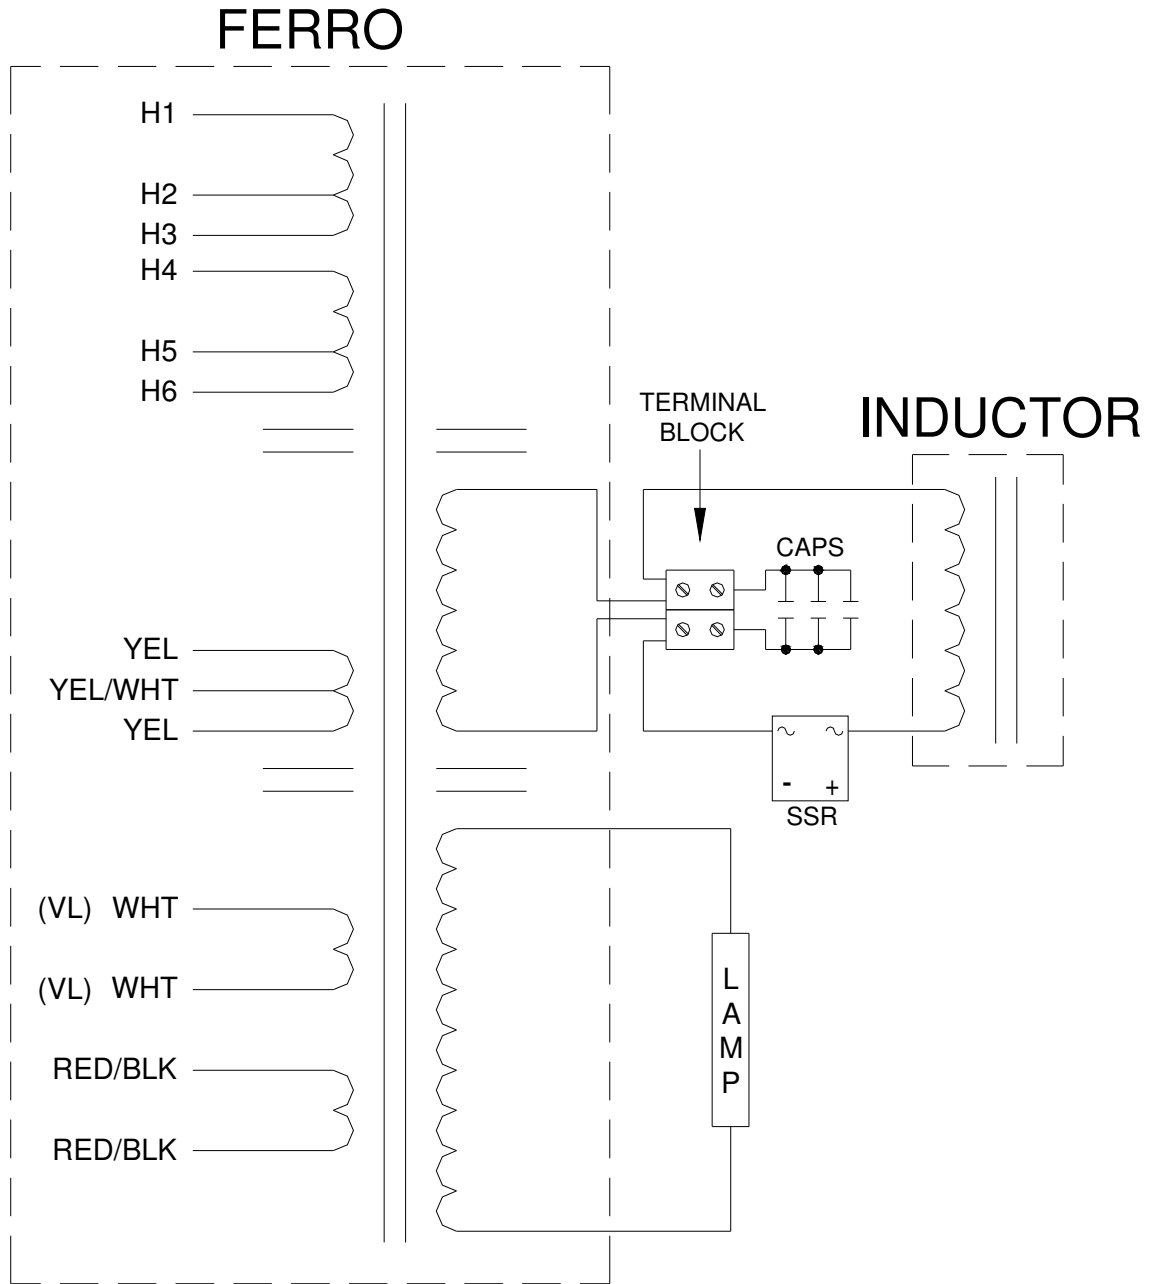 FERRO
H1
H2
H3
H4
H5
H6
TERMINAL
BLOCK
INDUCTOR
CAPS
YEL
YEL/WHT
YEL
- +
SSR
(VL) WHT
(VL) WHT
L
A
M
P
RED/BLK
RED/BLK